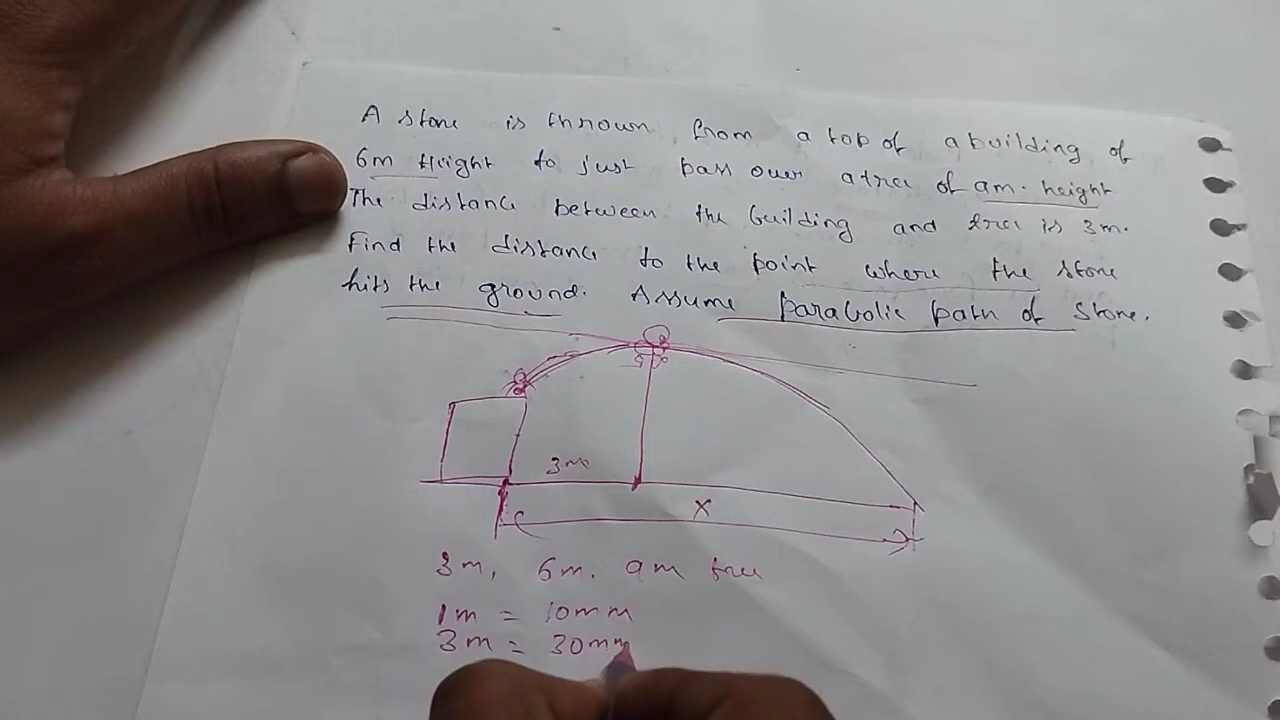 A stone is thrown from a top of a building of
6m Height to just pass over a tree of 9m. height
The distance between the building and tree is 3m.
Find the distance to the point where the stone
hits the ground. Assume parabolic path of stone.
3m
X
3m, 6m. 9m tree
1m = 10mm
3m = 30mm